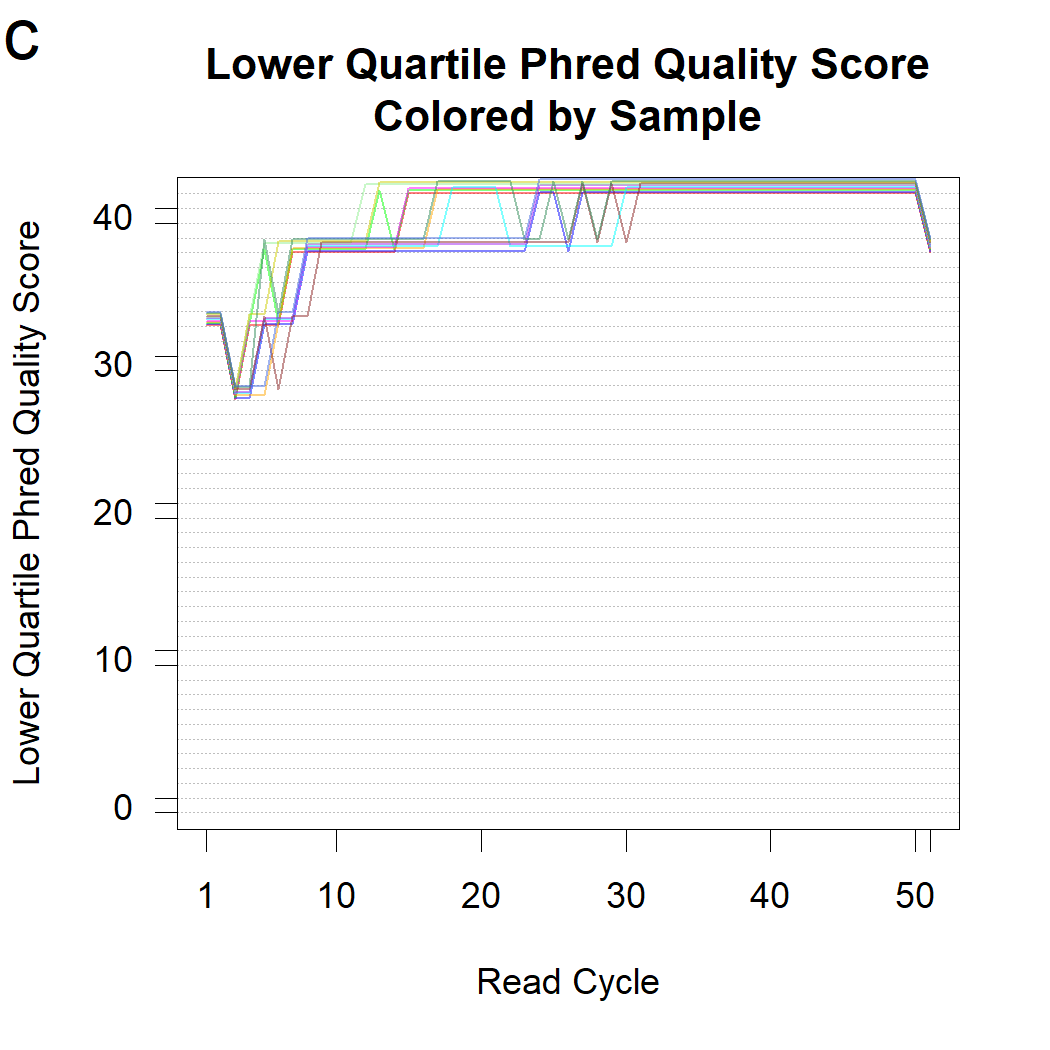 C
Lower Quartile Phred Quality Score
Colored by Sample
Lower Quartile Phred Quality Score
40
30
20
10
0
1 10 20 30 40 50
Read Cycle